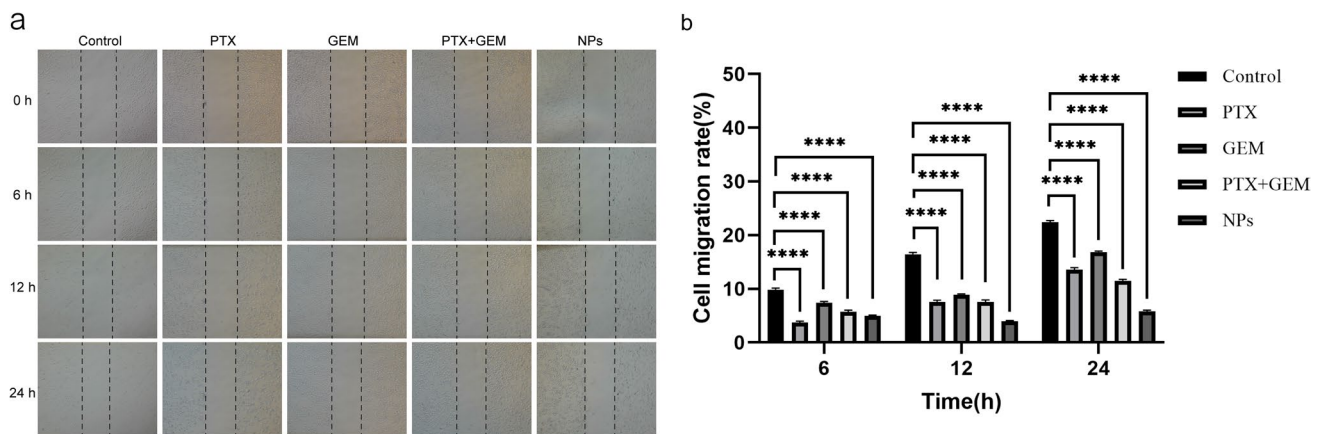 a
Control PTX GEM PTX+GEM NPs
0 h
6 h
12 h
24 h
b
Cell migration rate(%)
50
40
30
20
10
0
****
****
****
****
****
****
****
****
****
****
****
****
6 12 24
Time(h)
Control
PTX
GEM
PTX+GEM
NPs